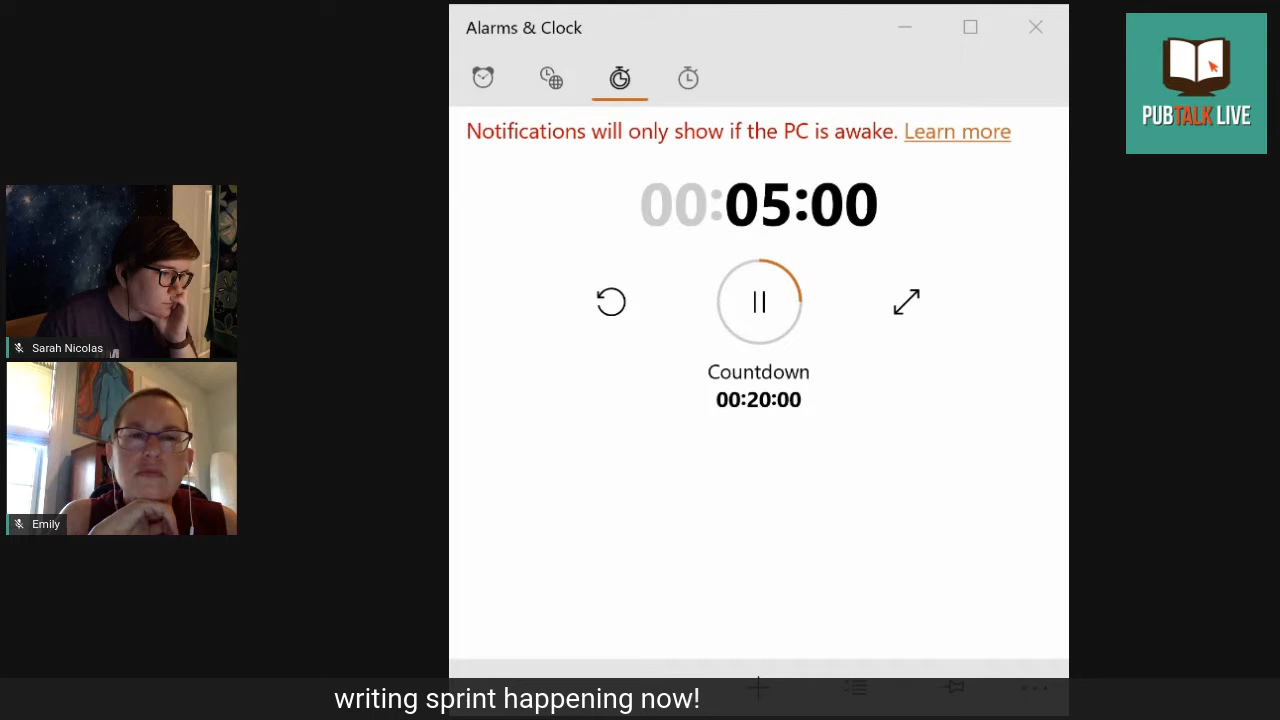 Alarms & Clock
PUBTALK LIVE
Notifications will only show if the PC is awake. Learn more
00:05:00
Countdown
00:20:00
Sarah Nicolas
Emily
writing sprint happening now!